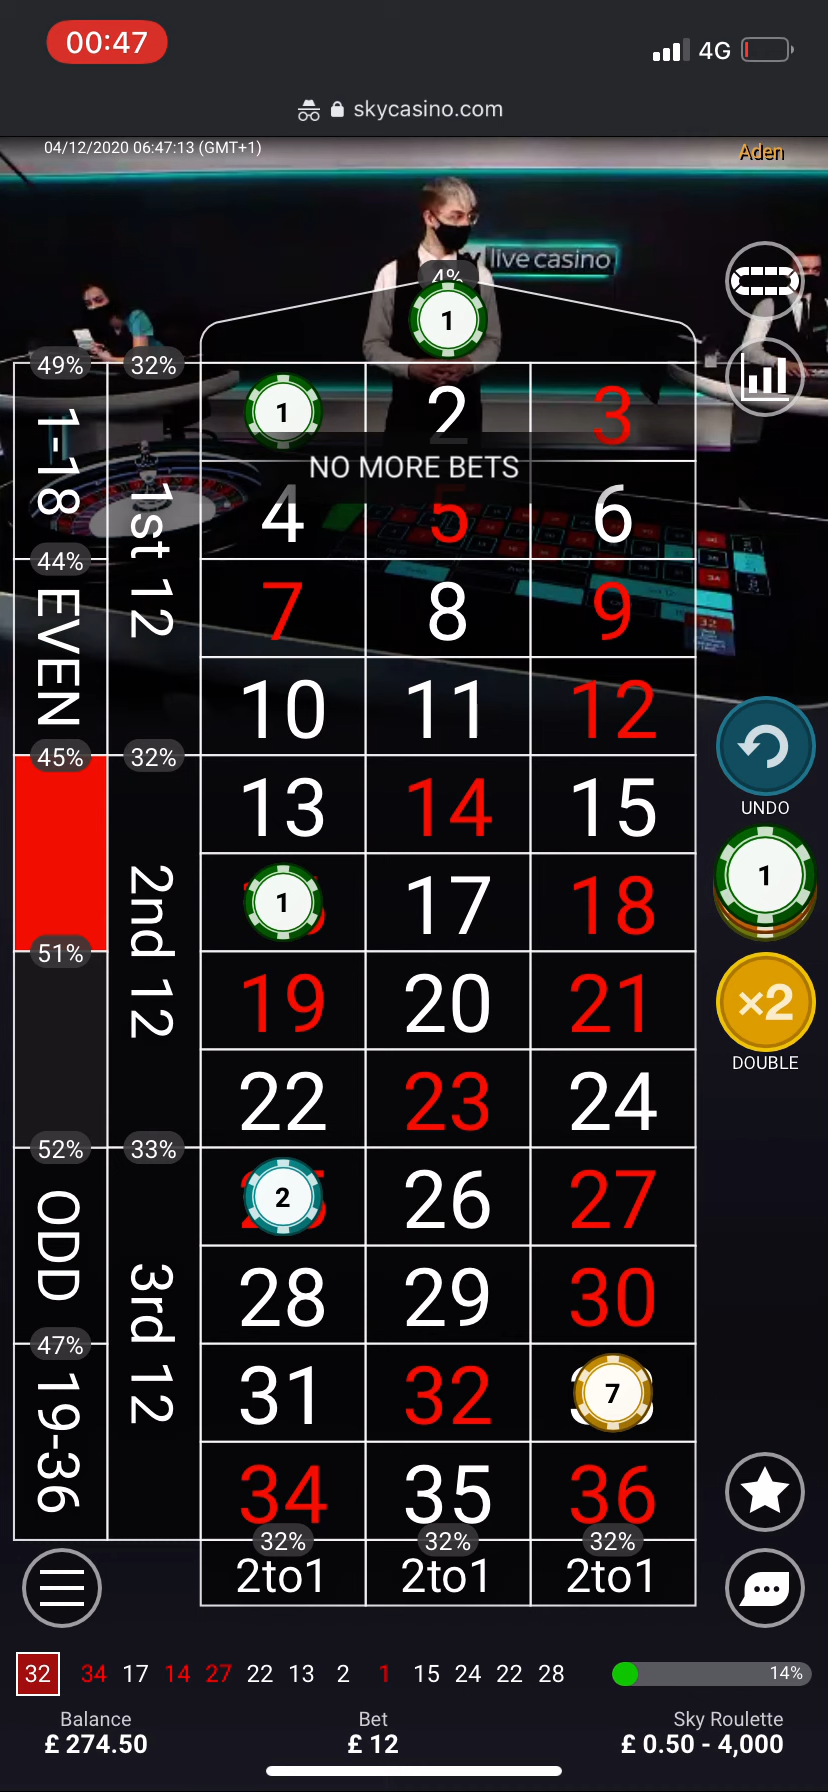 00:47
4G
skycasino.com
04/12/2020 06:47:13 (GMT+1)
Aden
live casino
4%
1
49%
32%
1-18
1st 12
1
2
3
NO MORE BETS
4
5
6
44%
EVEN
7
8
9
10
11
12
45%
32%
2nd 12
13
14
15
UNDO
1
17
18
1
51%
19
20
21
×2
DOUBLE
22
23
24
52%
33%
ODD
3rd 12
2
26
27
28
29
30
47%
19-36
31
32
7
34
35
36
32%
32%
32%
2to1
2to1
2to1
32 34 17 14 27 22 13 2 1 15 24 22 28
14%
Balance
Bet
Sky Roulette
£ 274.50
£ 12
£ 0.50 - 4,000